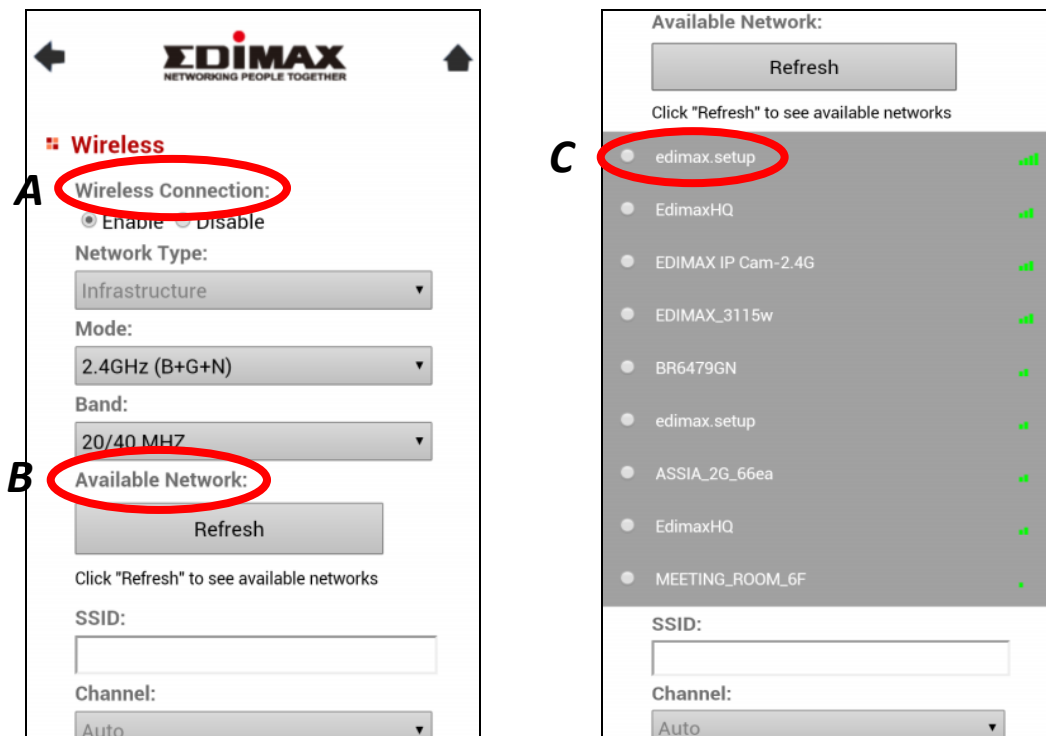 EDIMAX
NETWORKING PEOPLE TOGETHER
Wireless
A
Wireless Connection:
Enable Disable
Network Type:
Infrastructure
Mode:
2.4GHz (B+G+N)
Band:
20/40 MHZ
B
Available Network:
Refresh
Click "Refresh" to see available networks
SSID:
Channel:
Auto
Available Network:
Refresh
Click "Refresh" to see available networks
C
edimax.setup
EdimaxHQ
EDIMAX IP Cam-2.4G
EDIMAX_3115w
BR6479GN
edimax.setup
ASSIA_2G_66ea
EdimaxHQ
MEETING_ROOM_6F
SSID:
Channel:
Auto